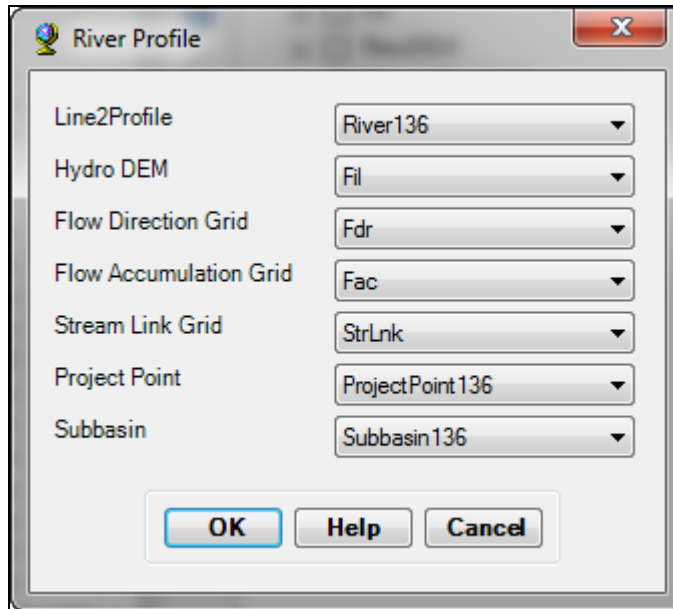 River Profile
Line2Profile River136
Hydro DEM Fil
Flow Direction Grid Fdr
Flow Accumulation Grid Fac
Stream Link Grid StrLnk
Project Point ProjectPoint136
Subbasin Subbasin136
OK Help Cancel